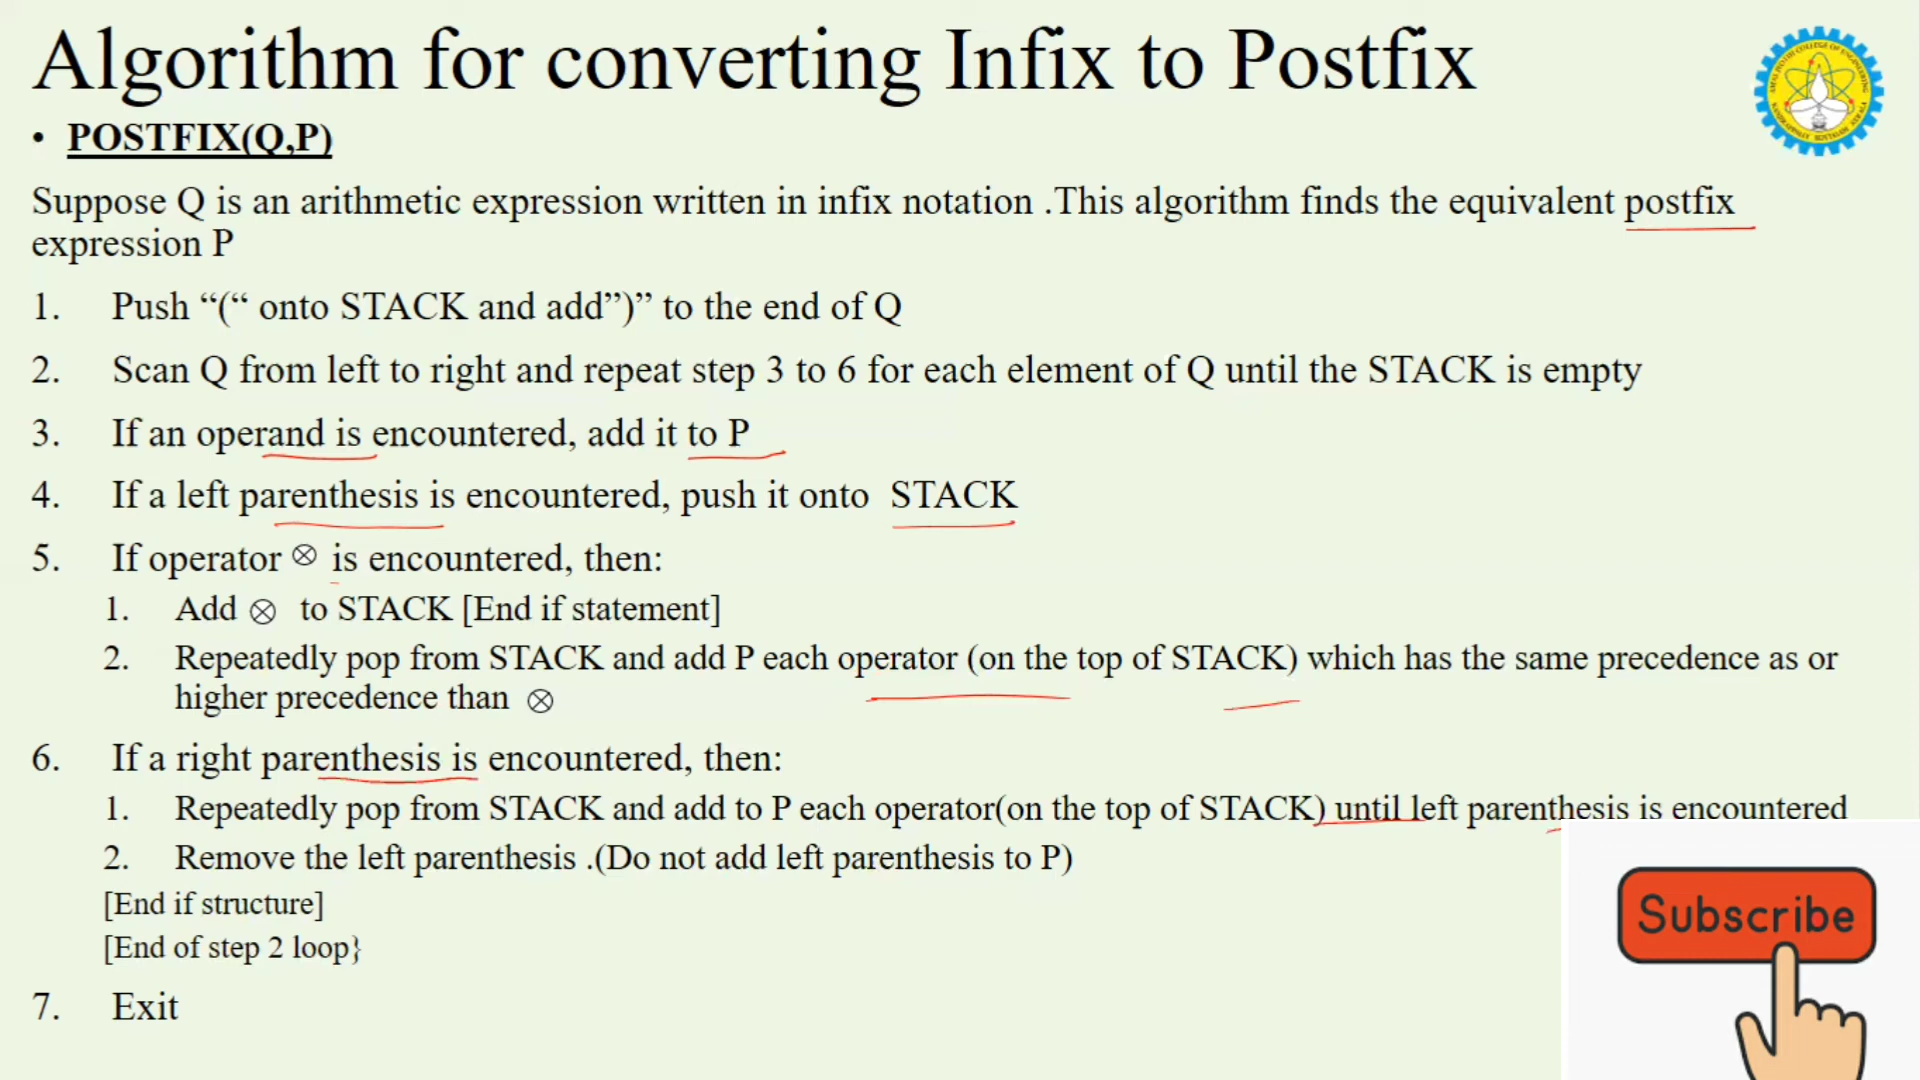 Algorithm for converting Infix to Postfix
• POSTFIX(Q,P)
Suppose Q is an arithmetic expression written in infix notation .This algorithm finds the equivalent postfix
expression P
1. Push “(“ onto STACK and add”)” to the end of Q
2. Scan Q from left to right and repeat step 3 to 6 for each element of Q until the STACK is empty
3. If an operand is encountered, add it to P
4. If a left parenthesis is encountered, push it onto STACK
5. If operator ⊗ is encountered, then:
1. Add ⊗ to STACK [End if statement]
2. Repeatedly pop from STACK and add P each operator (on the top of STACK) which has the same precedence as or
higher precedence than ⊗
6. If a right parenthesis is encountered, then:
1. Repeatedly pop from STACK and add to P each operator(on the top of STACK) until left parenthesis is encountered
2. Remove the left parenthesis .(Do not add left parenthesis to P)
[End if structure]
[End of step 2 loop}
7. Exit
Subscribe